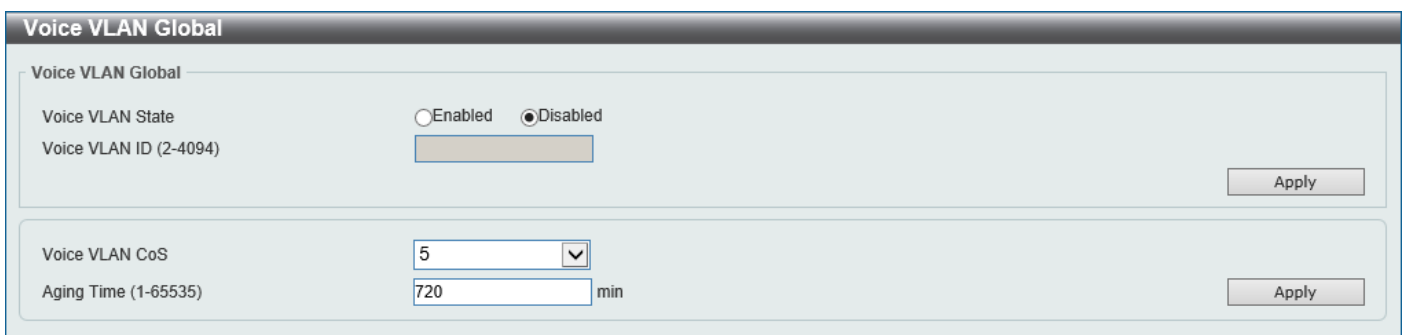 Voice VLAN Global
Voice VLAN Global
Voice VLAN State Enabled Disabled
Voice VLAN ID (2-4094)
Apply
Voice VLAN CoS 5
Aging Time (1-65535) 720 min Apply